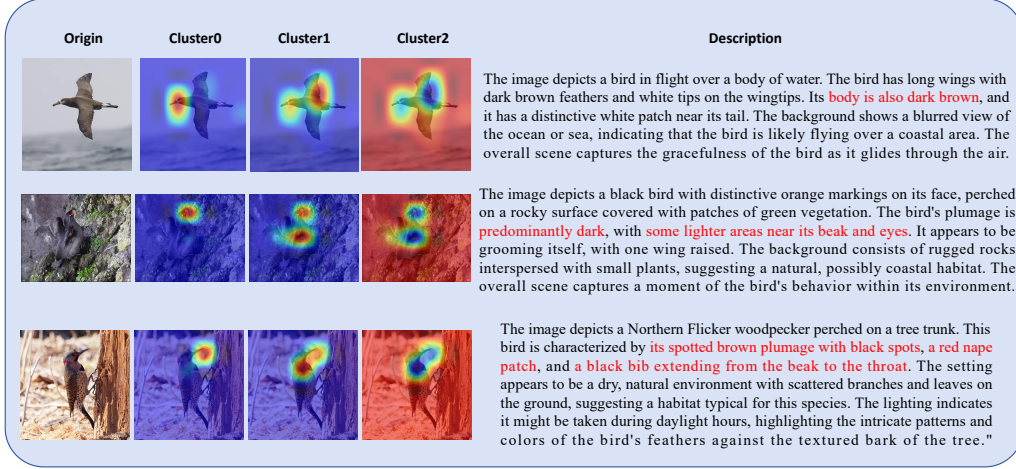 Origin Cluster0 Cluster1 Cluster2 Description
The image depicts a bird in flight over a body of water. The bird has long wings with
dark brown feathers and white tips on the wingtips. Its body is also dark brown, and
it has a distinctive white patch near its tail. The background shows a blurred view of
the ocean or sea, indicating that the bird is likely flying over a coastal area. The
overall scene captures the gracefulness of the bird as it glides through the air.
The image depicts a black bird with distinctive orange markings on its face, perched
on a rocky surface covered with patches of green vegetation. The bird's plumage is
predominantly dark, with some lighter areas near its beak and eyes. It appears to be
grooming itself, with one wing raised. The background consists of rugged rocks
interspersed with small plants, suggesting a natural, possibly coastal habitat. The
overall scene captures a moment of the bird's behavior within its environment.
The image depicts a Northern Flicker woodpecker perched on a tree trunk. This
bird is characterized by its spotted brown plumage with black spots, a red nape
patch, and a black bib extending from the beak to the throat. The setting
appears to be a dry, natural environment with scattered branches and leaves on
the ground, suggesting a habitat typical for this species. The lighting indicates
it might be taken during daylight hours, highlighting the intricate patterns and
colors of the bird's feathers against the textured bark of the tree."